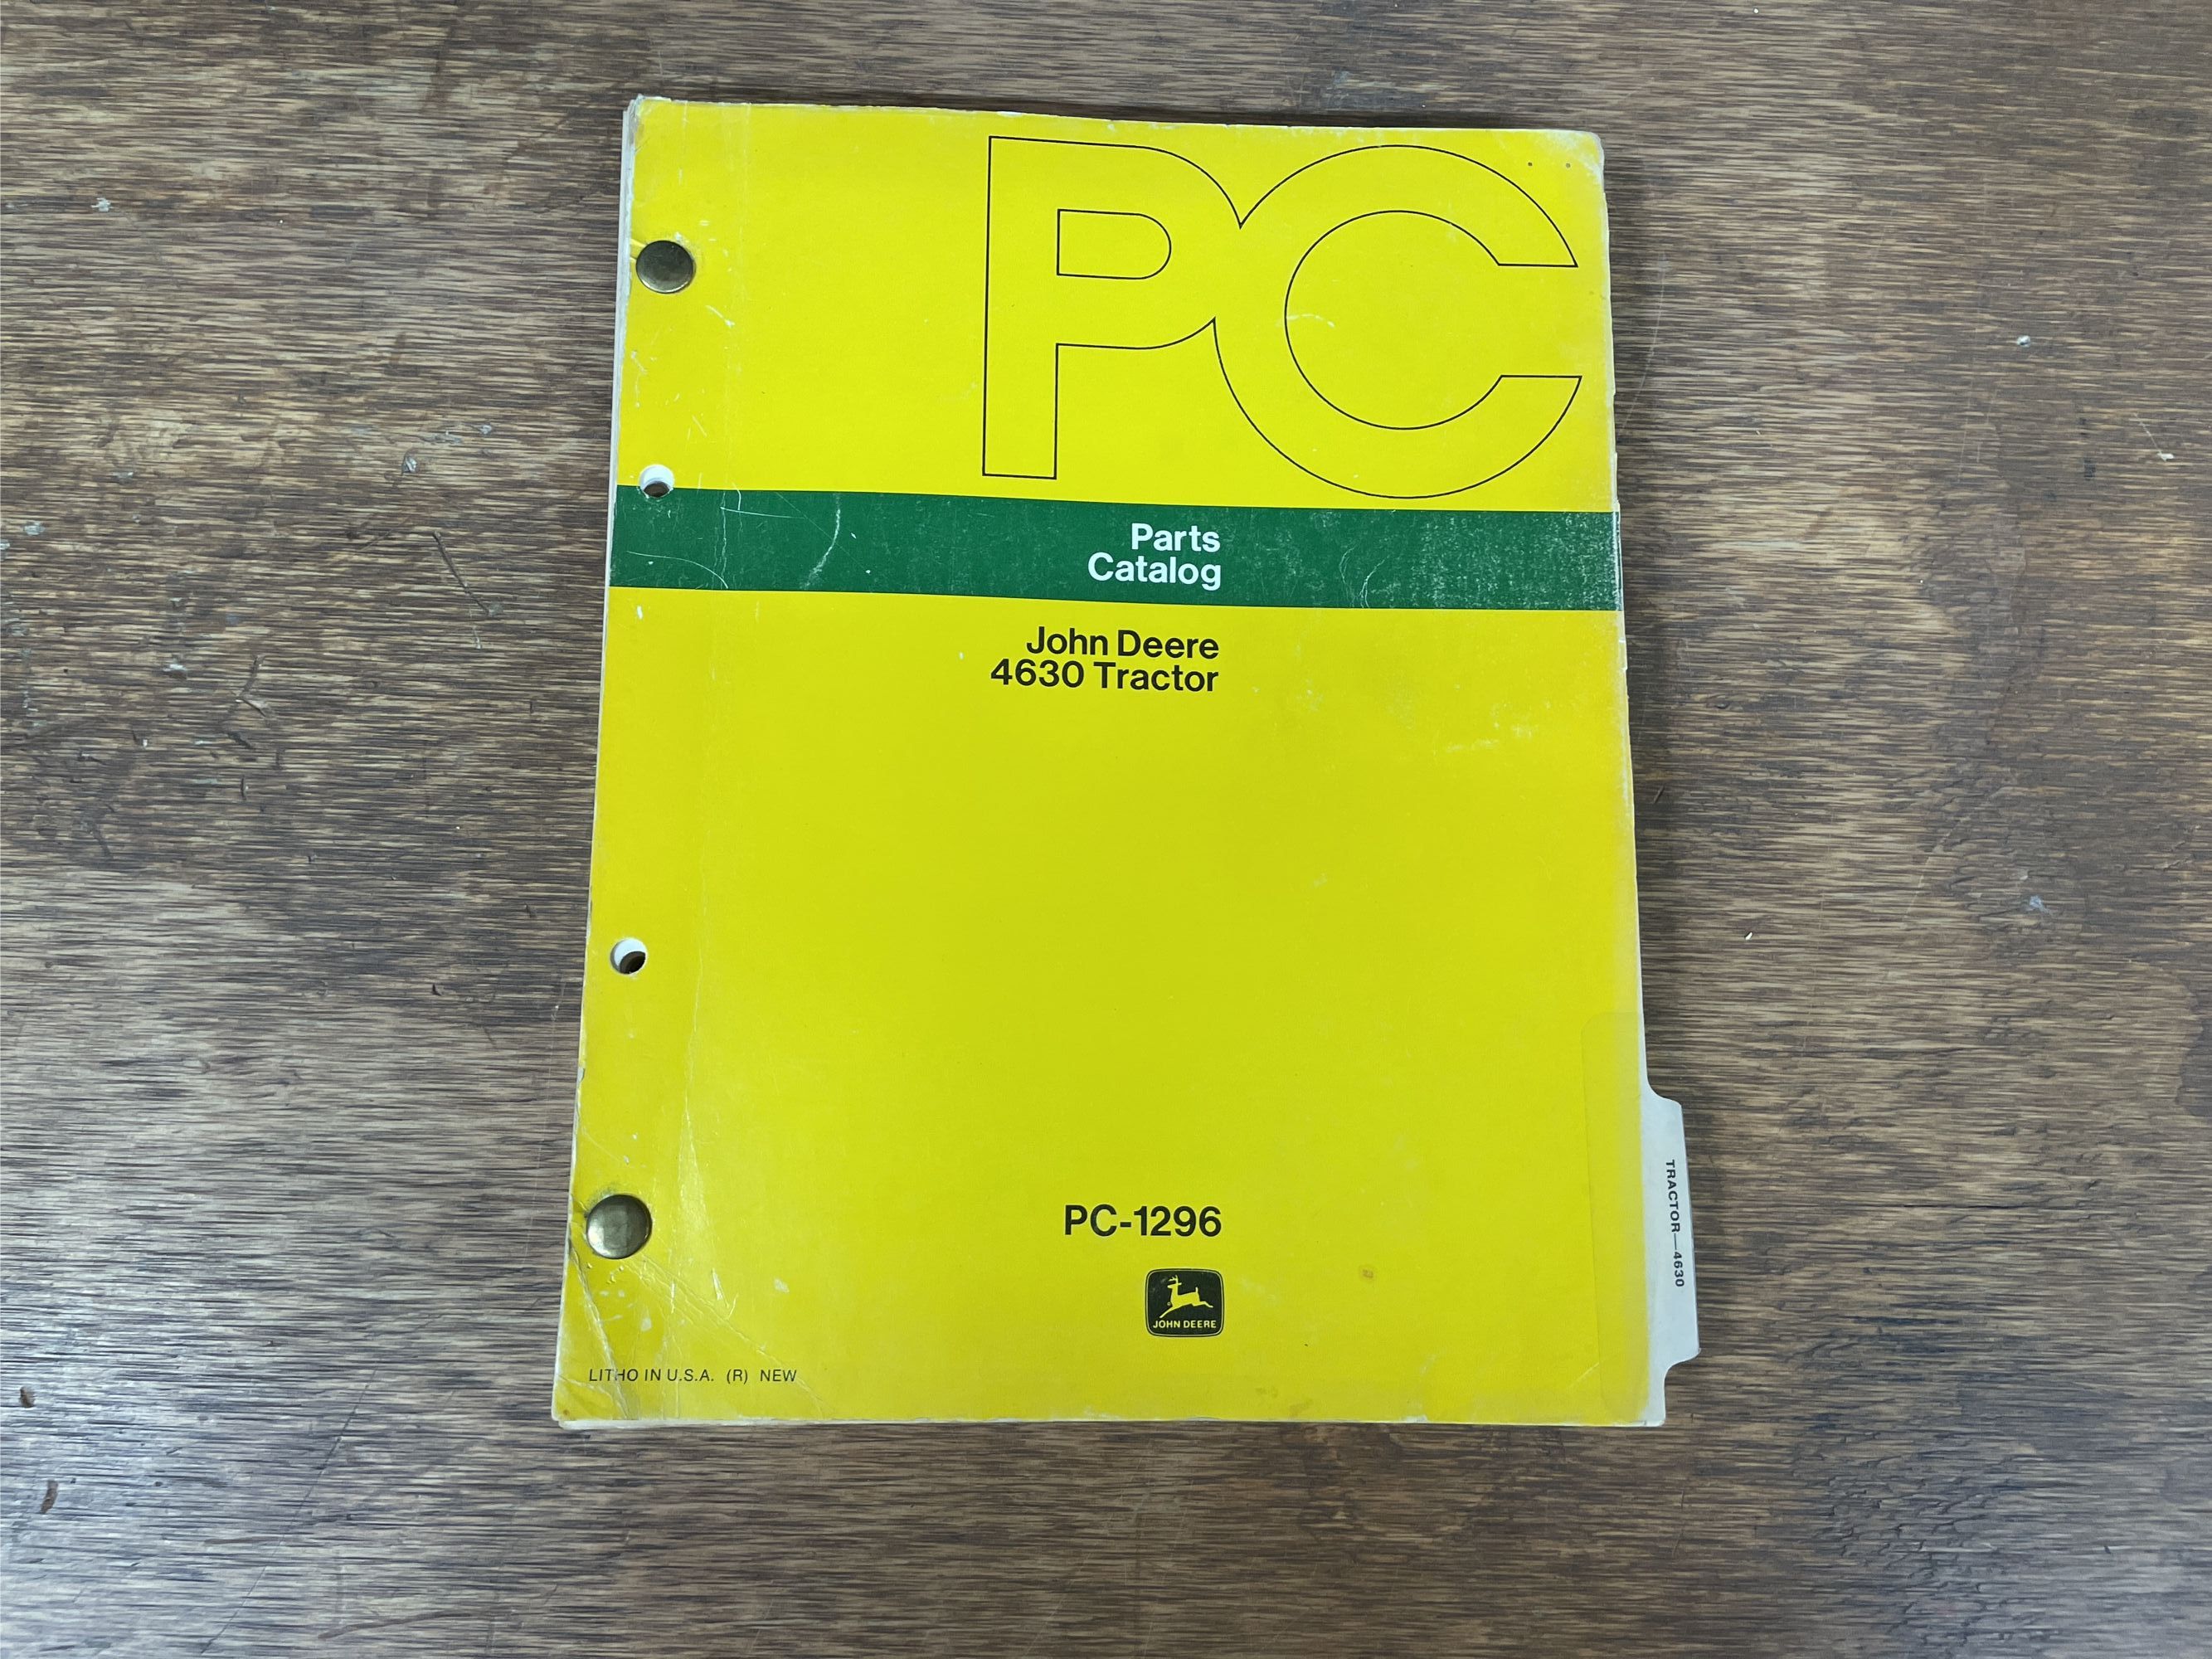 PC
Parts
Catalog
John Deere
4630 Tractor
PC-1296
JOHN DEERE
LITHO IN U.S.A. (R) NEW
TRACTOR—4630